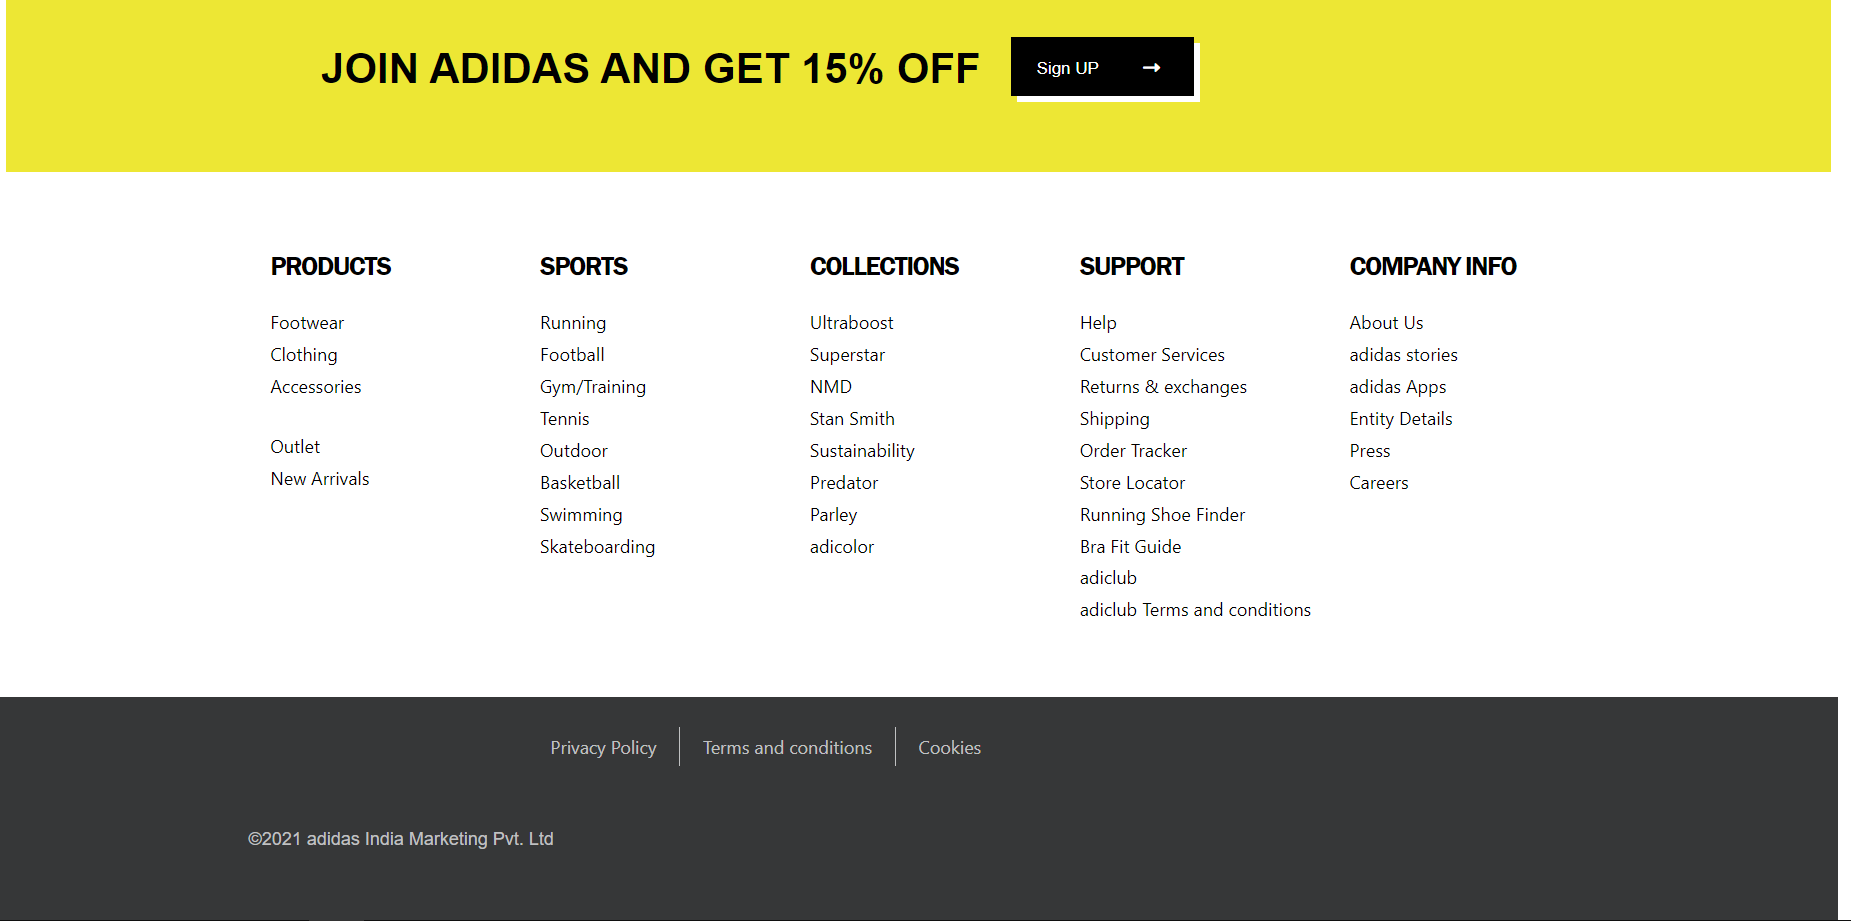 JOIN ADIDAS AND GET 15% OFF
Sign UP
PRODUCTS
Footwear
Clothing
Accessories
Outlet
New Arrivals
SPORTS
Running
Football
Gym/Training
Tennis
Outdoor
Basketball
Swimming
Skateboarding
COLLECTIONS
Ultraboost
Superstar
NMD
Stan Smith
Sustainability
Predator
Parley
adicolor
SUPPORT
Help
Customer Services
Returns & exchanges
Shipping
Order Tracker
Store Locator
Running Shoe Finder
Bra Fit Guide
adiclub
adiclub Terms and conditions
COMPANY INFO
About Us
adidas stories
adidas Apps
Entity Details
Press
Careers
Privacy Policy
Terms and conditions
Cookies
©2021 adidas India Marketing Pvt. Ltd